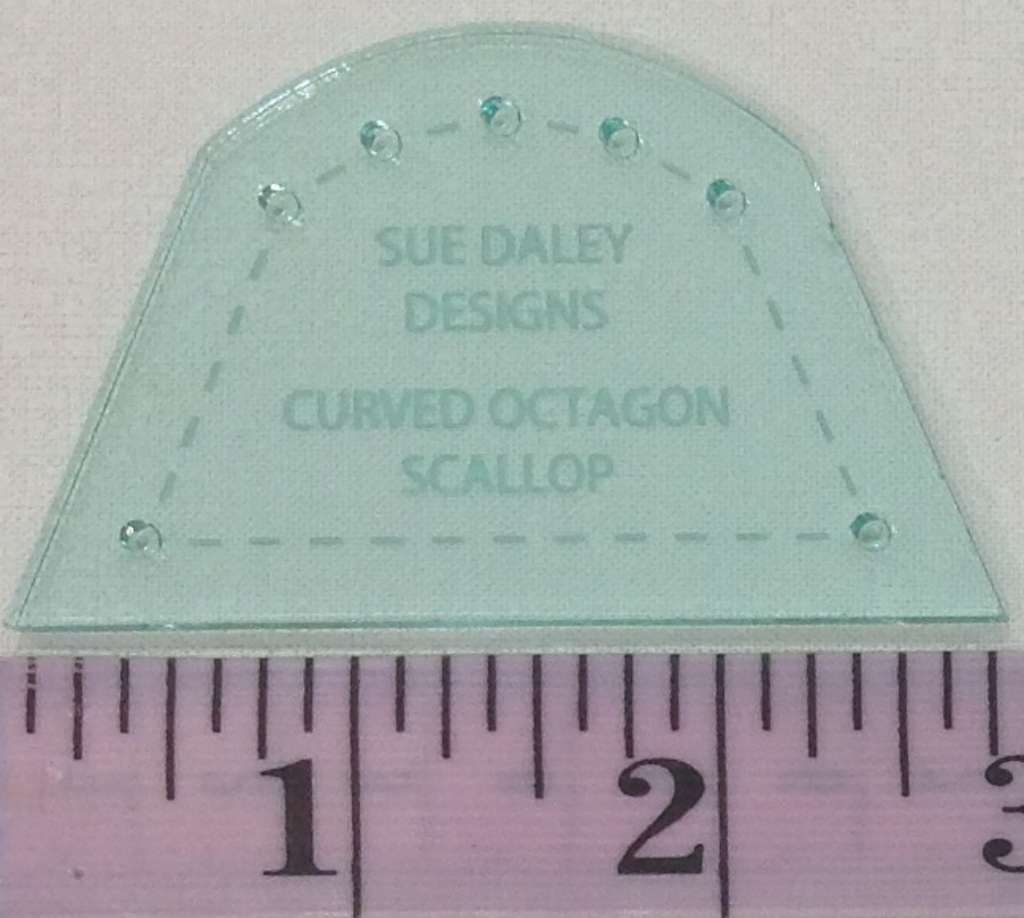 SUE DALEY
DESIGNS
CURVED OCTAGON
SCALLOP
1 2 3